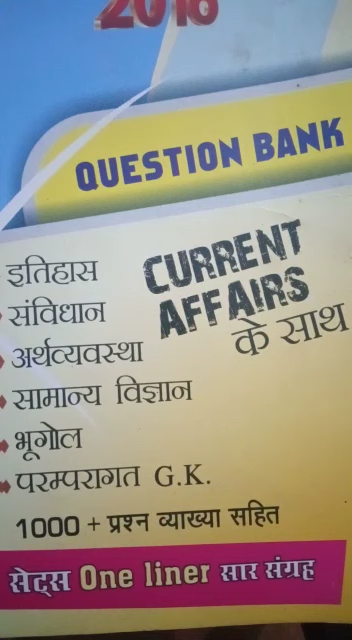 2016
QUESTION BANK
CURRENT
AFFAIRS
के साथ
इतिहास
संविधान
अर्थव्यवस्था
सामान्य विज्ञान
भूगोल
परम्परागत G.K.
1000 + प्रश्न व्याख्या सहित
सेट्स One liner सार संग्रह